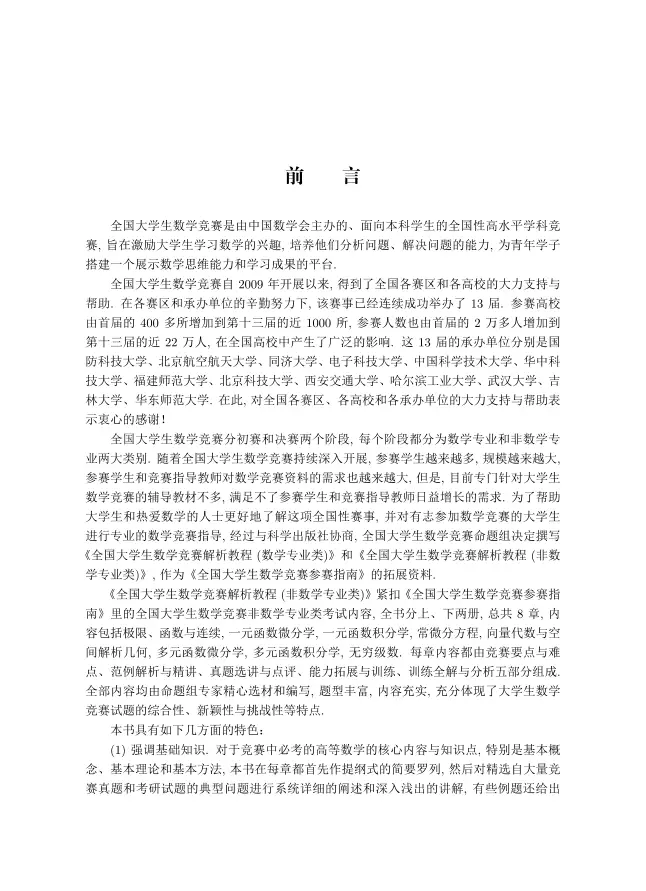 前 言
全国大学生数学竞赛是由中国数学会主办的、面向本科学生的全国性高水平学科竞
赛, 旨在激励大学生学习数学的兴趣, 培养他们分析问题、解决问题的能力, 为青年学子
搭建一个展示数学思维能力和学习成果的平台.
全国大学生数学竞赛自 2009 年开展以来, 得到了全国各赛区和各高校的大力支持与
帮助. 在各赛区和承办单位的辛勤努力下, 该赛事已经连续成功举办了 13 届. 参赛高校
由首届的 400 多所增加到第十三届的近 1000 所, 参赛人数也由首届的 2 万多人增加到
第十三届的近 22 万人, 在全国高校中产生了广泛的影响. 这 13 届的承办单位分别是国
防科技大学、北京航空航天大学、同济大学、电子科技大学、中国科学技术大学、华中科
技大学、福建师范大学、北京科技大学、西安交通大学、哈尔滨工业大学、武汉大学、吉
林大学、华东师范大学. 在此, 对全国各赛区、各高校和各承办单位的大力支持与帮助表
示衷心的感谢!
全国大学生数学竞赛分初赛和决赛两个阶段, 每个阶段都分为数学专业和非数学专
业两大类别. 随着全国大学生数学竞赛持续深入开展, 参赛学生越来越多, 规模越来越大,
参赛学生和竞赛指导教师对数学竞赛资料的需求也越来越大, 但是, 目前专门针对大学生
数学竞赛的辅导教材不多, 满足不了参赛学生和竞赛指导教师日益增长的需求. 为了帮助
大学生和热爱数学的人士更好地了解这项全国性赛事, 并对有志参加数学竞赛的大学生
进行专业的数学竞赛指导, 经过与科学出版社协商, 全国大学生数学竞赛命题组决定撰写
《全国大学生数学竞赛解析教程 (数学专业类)》和《全国大学生数学竞赛解析教程 (非数
学专业类)》, 作为《全国大学生数学竞赛参赛指南》的拓展资料.
《全国大学生数学竞赛解析教程 (非数学专业类)》紧扣《全国大学生数学竞赛参赛指
南》里的全国大学生数学竞赛非数学专业类考试内容, 全书分上、下两册, 总共 8 章, 内
容包括极限、函数与连续, 一元函数微分学, 一元函数积分学, 常微分方程, 向量代数与空
间解析几何, 多元函数微分学, 多元函数积分学, 无穷级数. 每章内容都由竞赛要点与难
点、范例解析与精讲、真题选讲与点评、能力拓展与训练、训练全解与分析五部分组成.
全部内容均由命题组专家精心选材和编写, 题型丰富, 内容充实, 充分体现了大学生数学
竞赛试题的综合性、新颖性与挑战性等特点.
本书具有如下几方面的特色:
(1) 强调基础知识. 对于竞赛中必考的高等数学的核心内容与知识点, 特别是基本概
念、基本理论和基本方法, 本书在每章都首先作提纲式的简要罗列, 然后对精选自大量竞
赛真题和考研试题的典型问题进行系统详细的阐述和深入浅出的讲解, 有些例题还给出